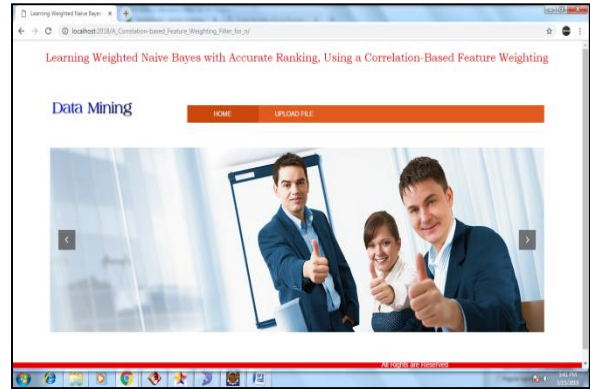 Learning Weighted Naive Bayes
localhost:2018/A_Correlation-based_Feature_Weighting_Filter_for_n/
Learning Weighted Naive Bayes with Accurate Ranking, Using a Correlation-Based Feature Weighting
Data Mining
HOME UPLOAD FILE
All Rights are Reserved